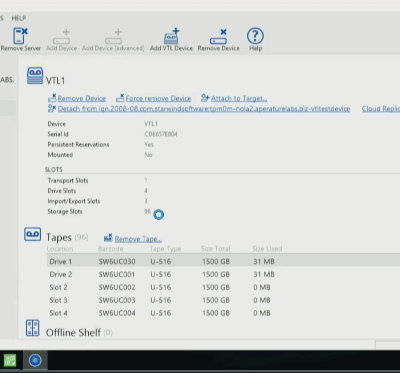 S HELP
Remove Server Add Device Add Device (advanced) Add VTL Device Remove Device Help
ABS.
VTL1
Remove Device Force remove Device Attach to Target...
Detach from iqn.2008-08.com.starwindsoftware:tom0m-nola2.aperaturelabs.biz-vtltestdevice Cloud Replic
Device VTL1
Serial Id
Persistent Reservations Yes
Mounted No
SLOTS
Transport Slots 1
Drive Slots 4
Import/Export Slots 3
Storage Slots 96
Tapes (96) Remove Tape...
Location Barcode Tape Type Size Total Size Used
Drive 1 SW6UC030 U-516 1500 GB 31 MB
Drive 2 SW6UC001 U-516 1500 GB 31 MB
Slot 2 SW6UC002 U-516 1500 GB 0 MB
Slot 3 SW6UC003 U-516 1500 GB 0 MB
Slot 4 SW6UC004 U-516 1500 GB 0 MB
Offline Shelf (0)